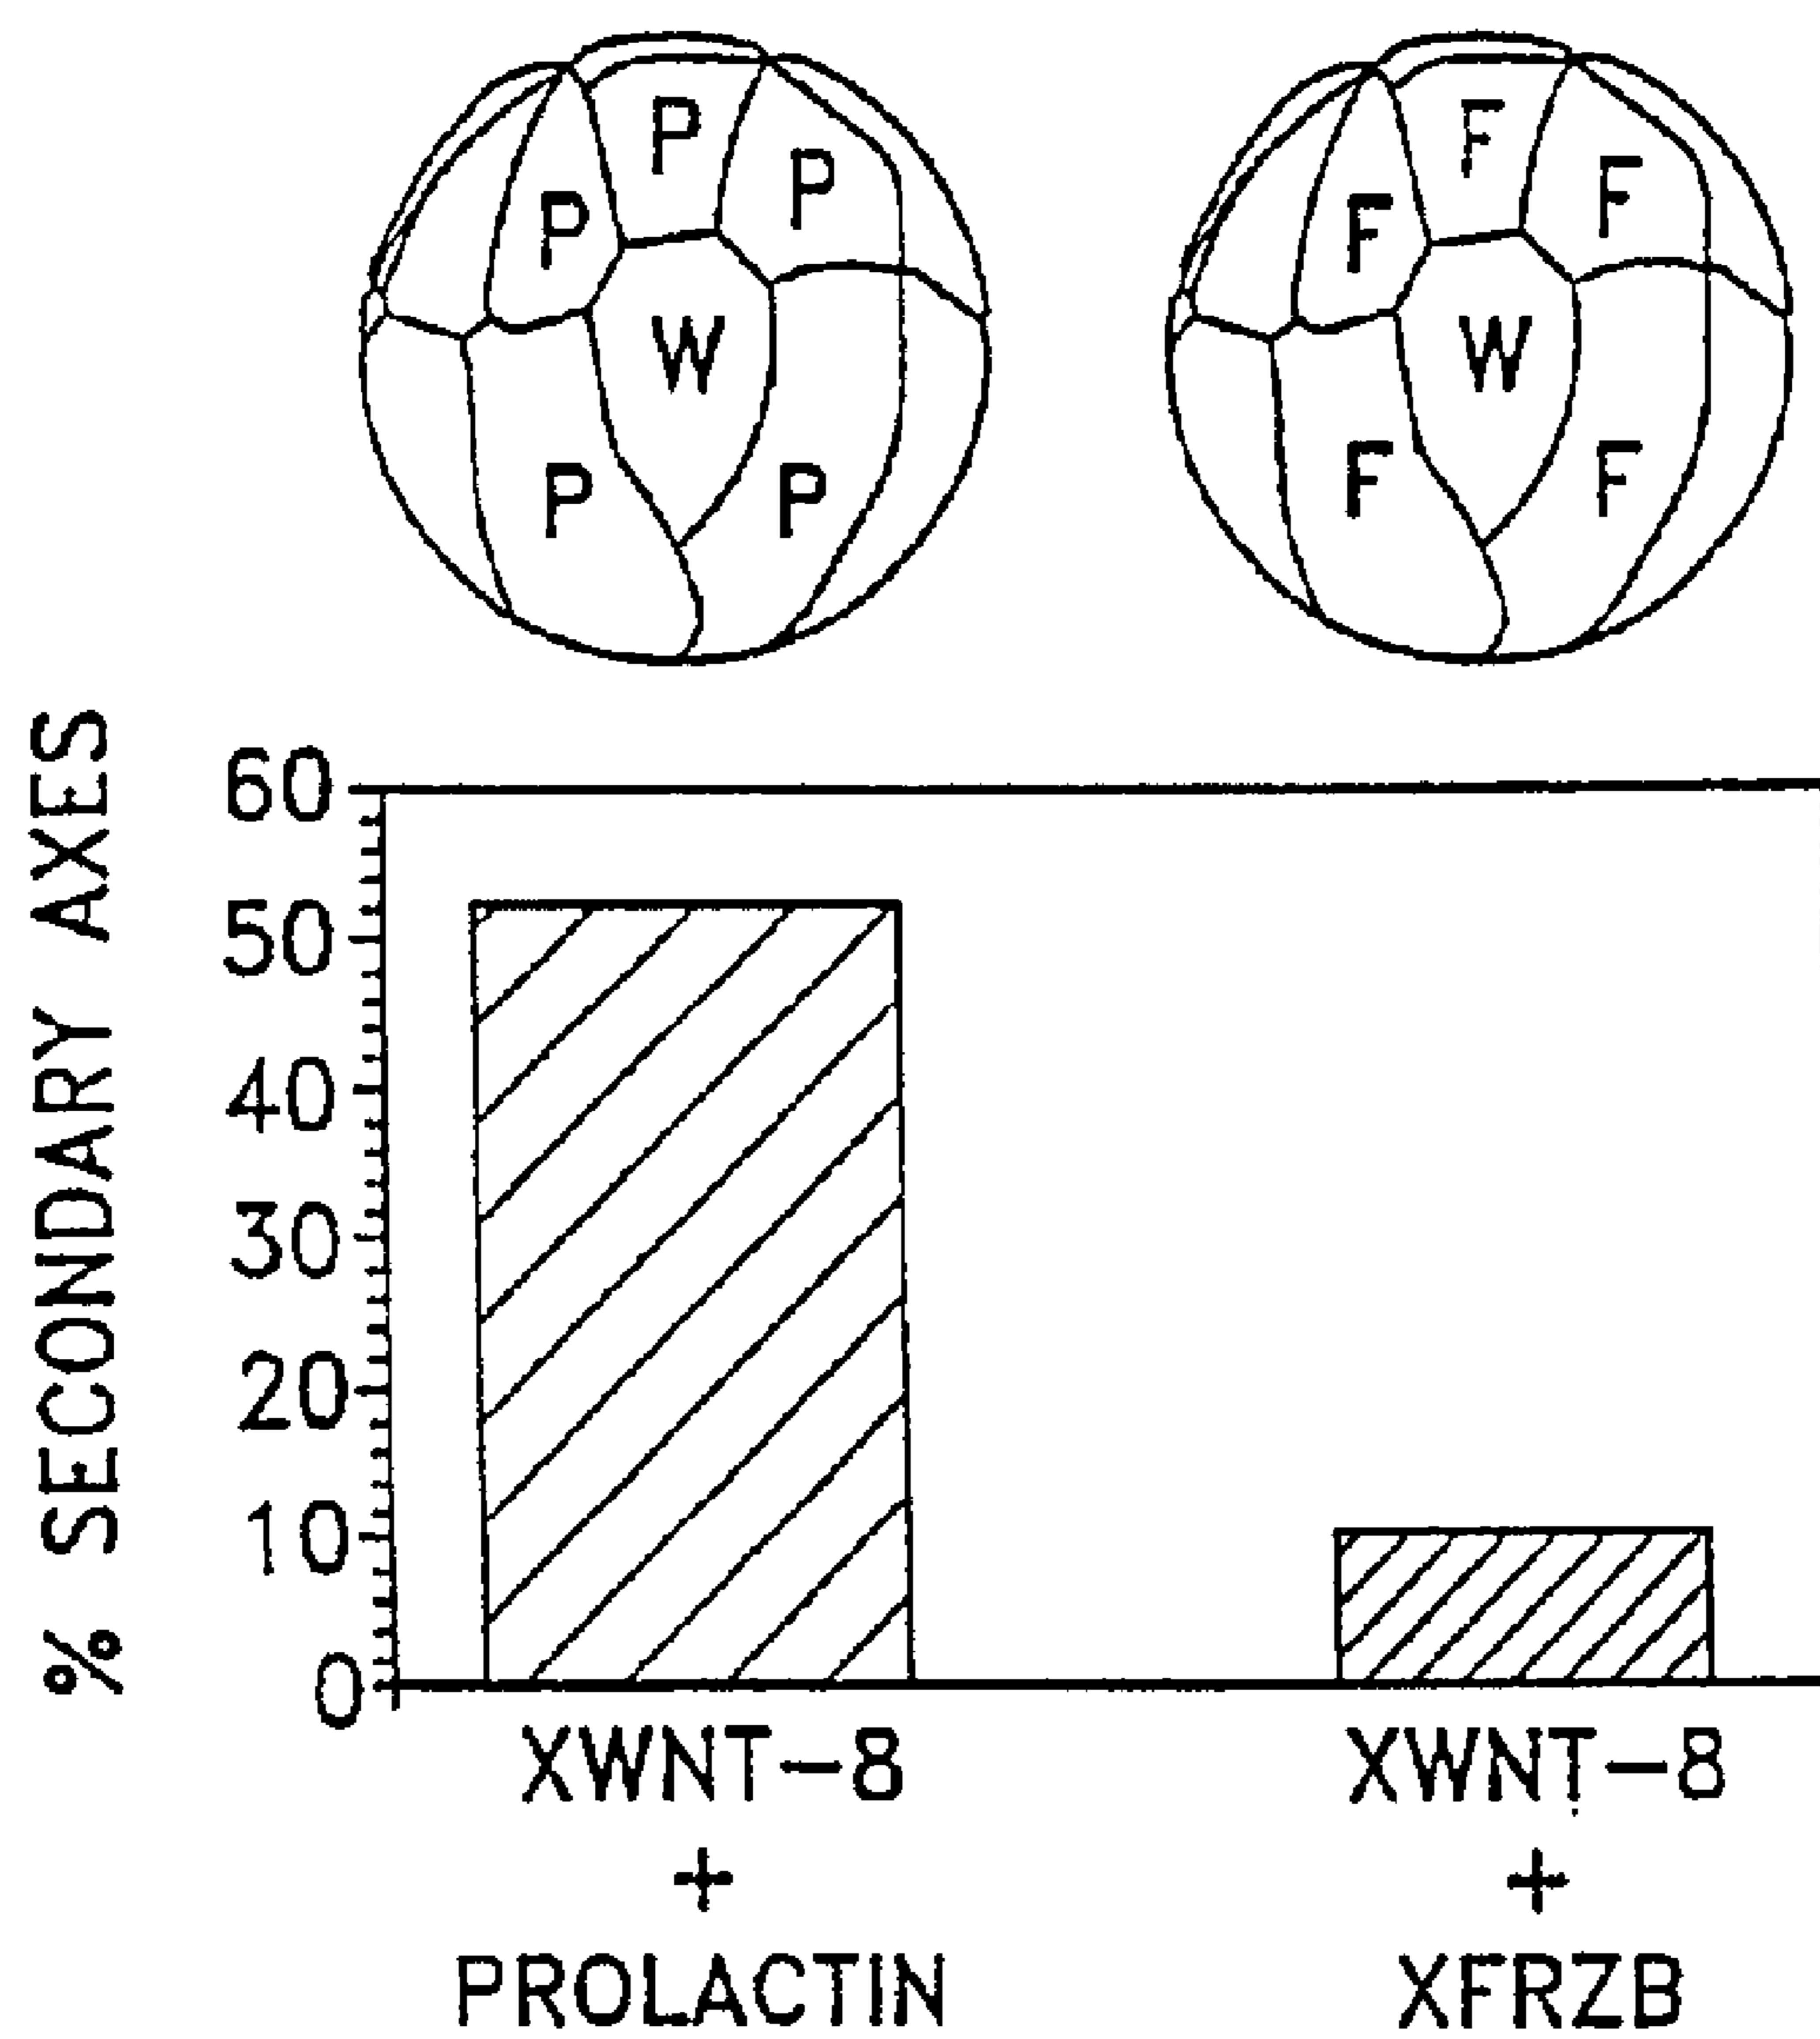 P
P
P
W
P
P
F
F
F
W
F
F
% SECONDARY AXES
60
50
40
30
20
10
0
XWNT-8
+
PROLACTIN
XWNT-8
+
XFRZB